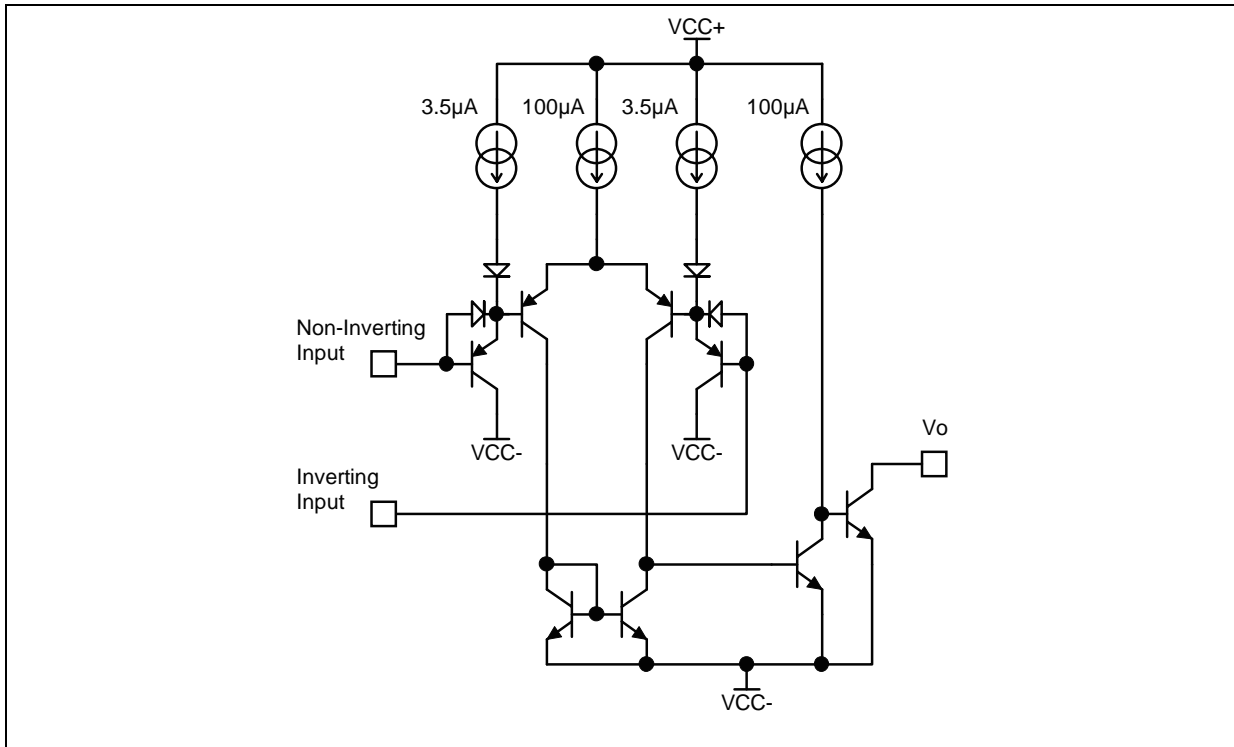 VCC+
3.5µA
100µA
3.5µA
100µA
Non-Inverting
Input
VCC-
VCC-
Vo
Inverting
Input
VCC-